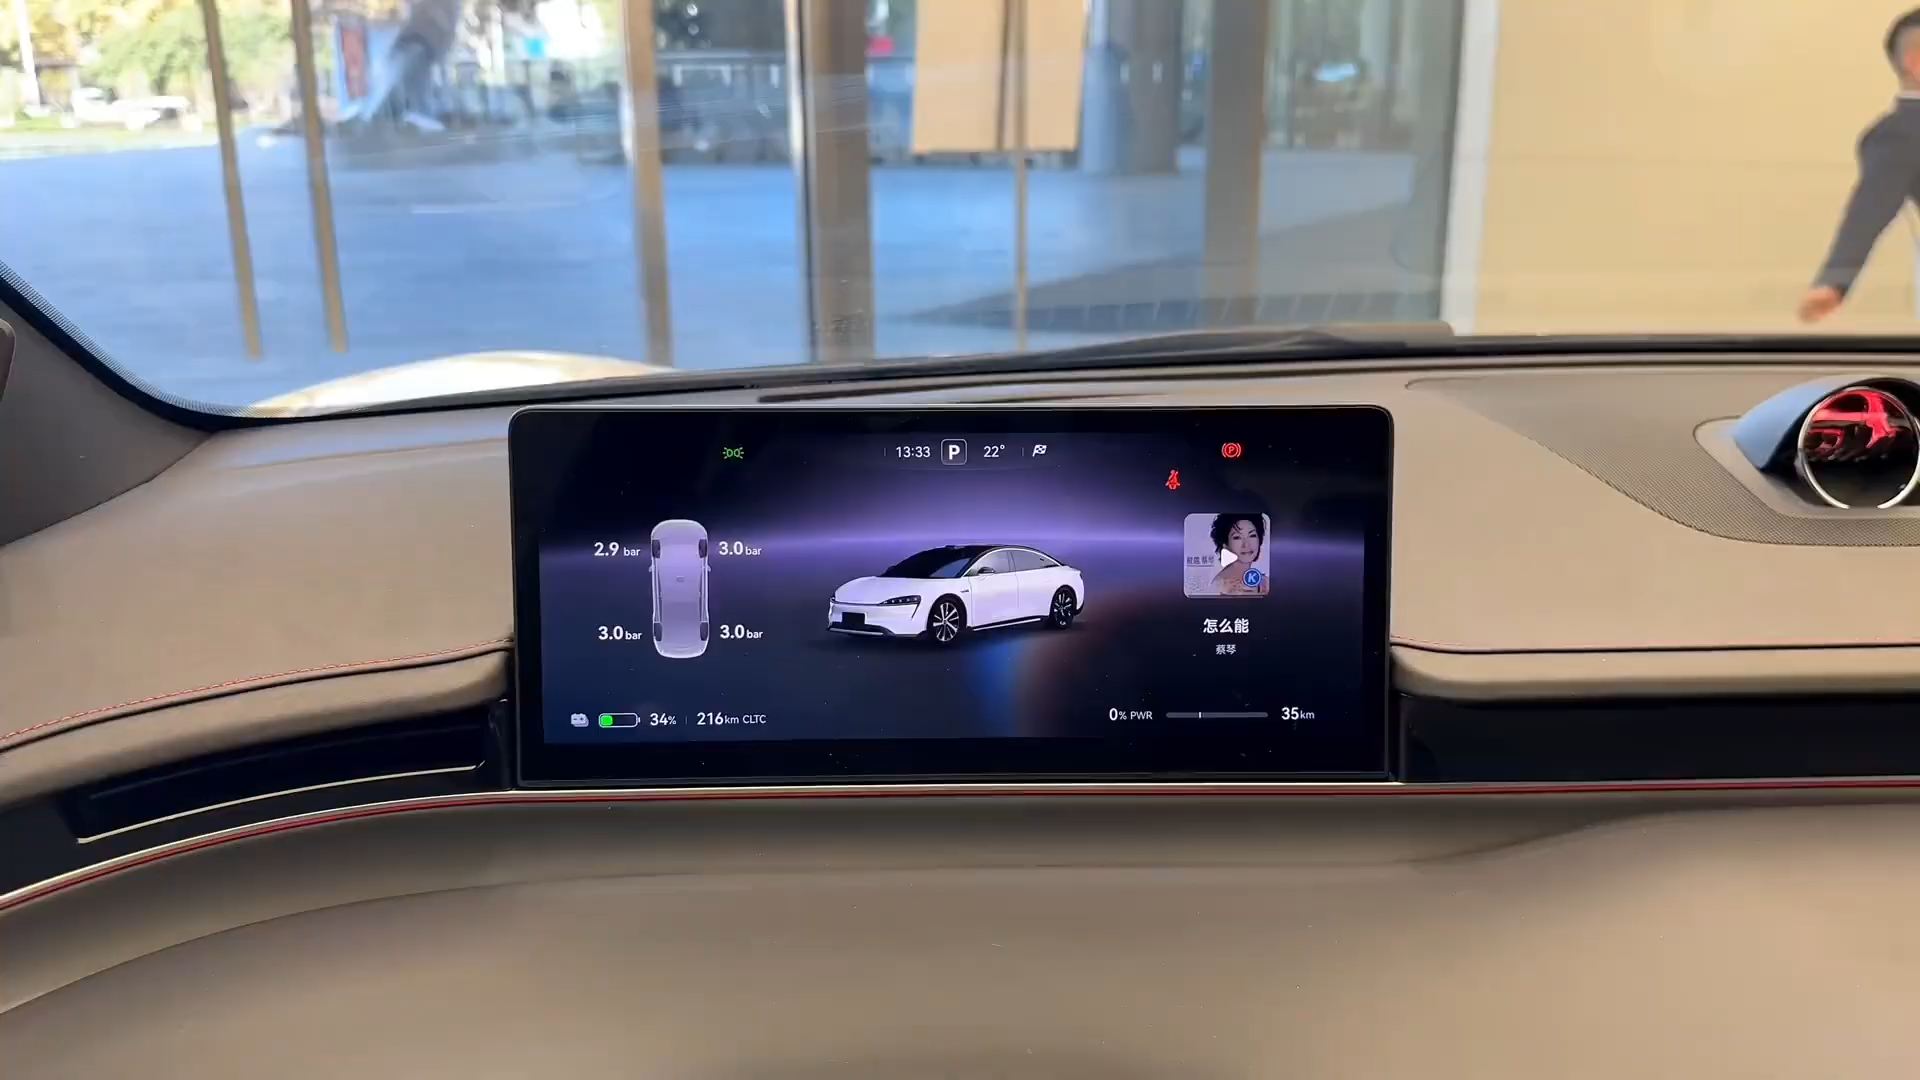 13:33 P 22°
2.9 bar 3.0 bar
3.0 bar 3.0 bar
K
怎么能
蔡琴
34% 216km CLTC
0% PWR 35km